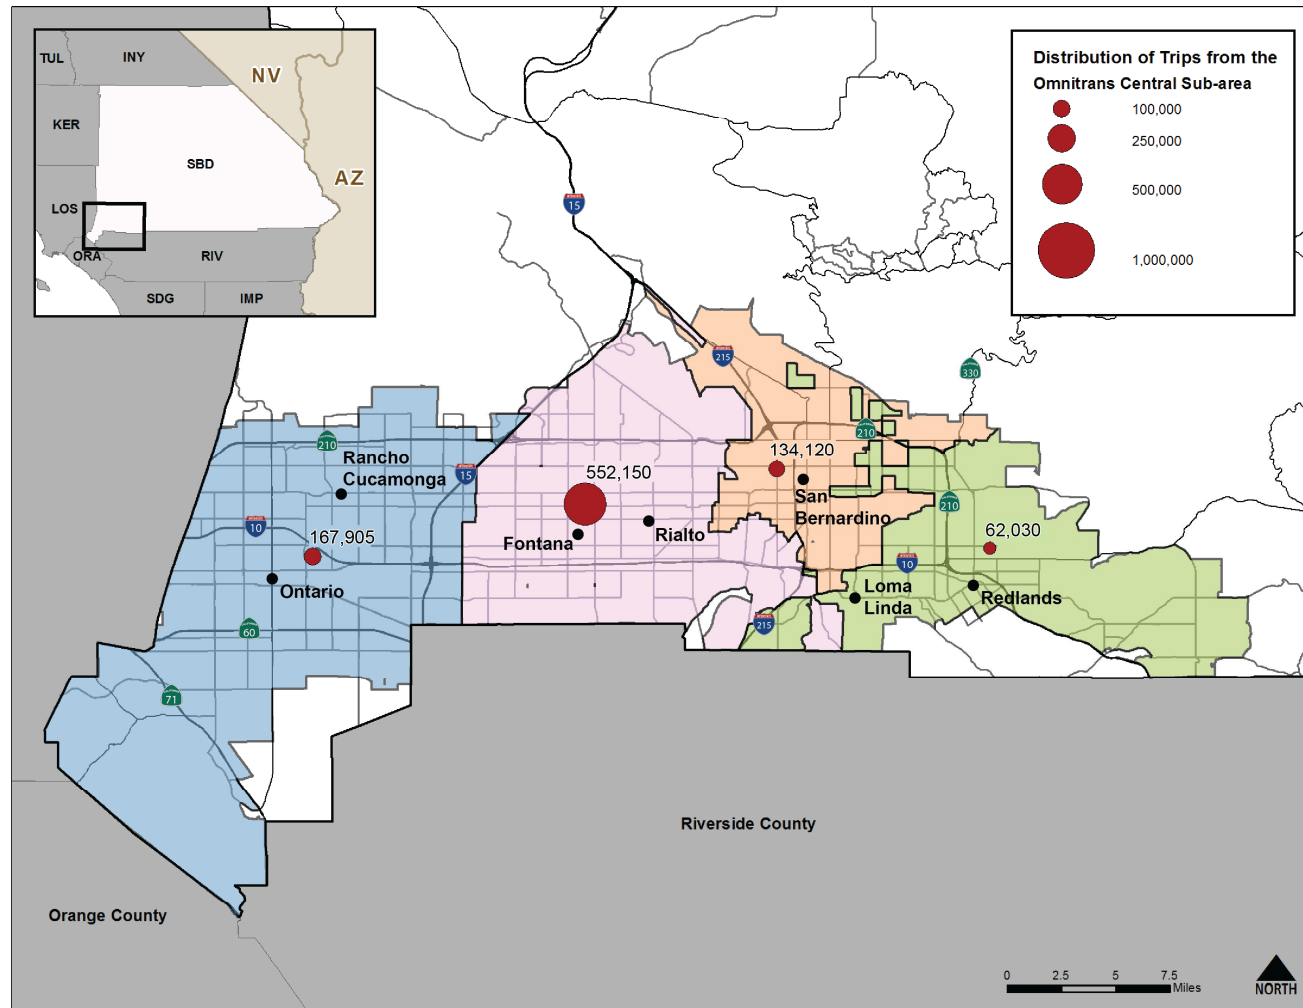 TUL
INY
NV
KER
SBD
AZ
LOS
ORA
RIV
SDG
IMP
Distribution of Trips from the
Omnitrans Central Sub-area
100,000
250,000
500,000
1,000,000
15
215
330
210
210
Rancho
Cucamonga
15
134,120
552,150
San
Bernardino
210
10
167,905
Fontana
Rialto
62,030
10
Ontario
Loma
Linda
Redlands
60
215
71
Riverside County
Orange County
0
2.5
5
7.5
Miles
NORTH